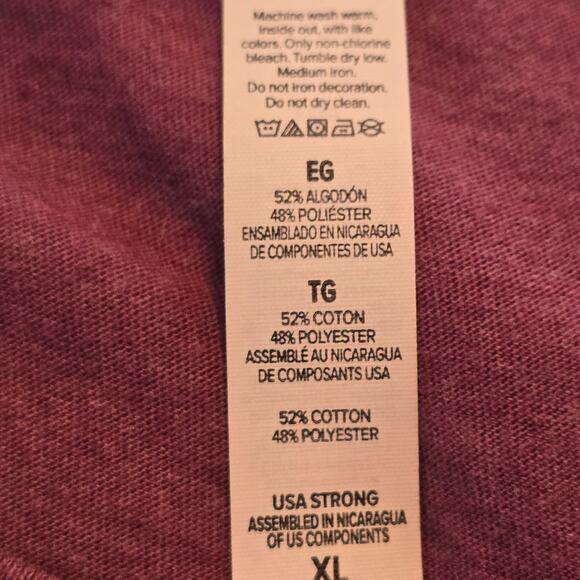 Machine wash warm,
inside out, with like
colors. Only non-chlorine
bleach. Tumble dry low.
Medium iron.
Do not iron decoration.
Do not dry clean.
EG
52% ALGODÓN
48% POLIÉSTER
ENSAMBLADO EN NICARAGUA
DE COMPONENTES DE USA
TG
52% COTON
48% POLYESTER
ASSEMBLÉ AU NICARAGUA
DE COMPOSANTS USA
52% COTTON
48% POLYESTER
USA STRONG
ASSEMBLED IN NICARAGUA
OF US COMPONENTS
XL